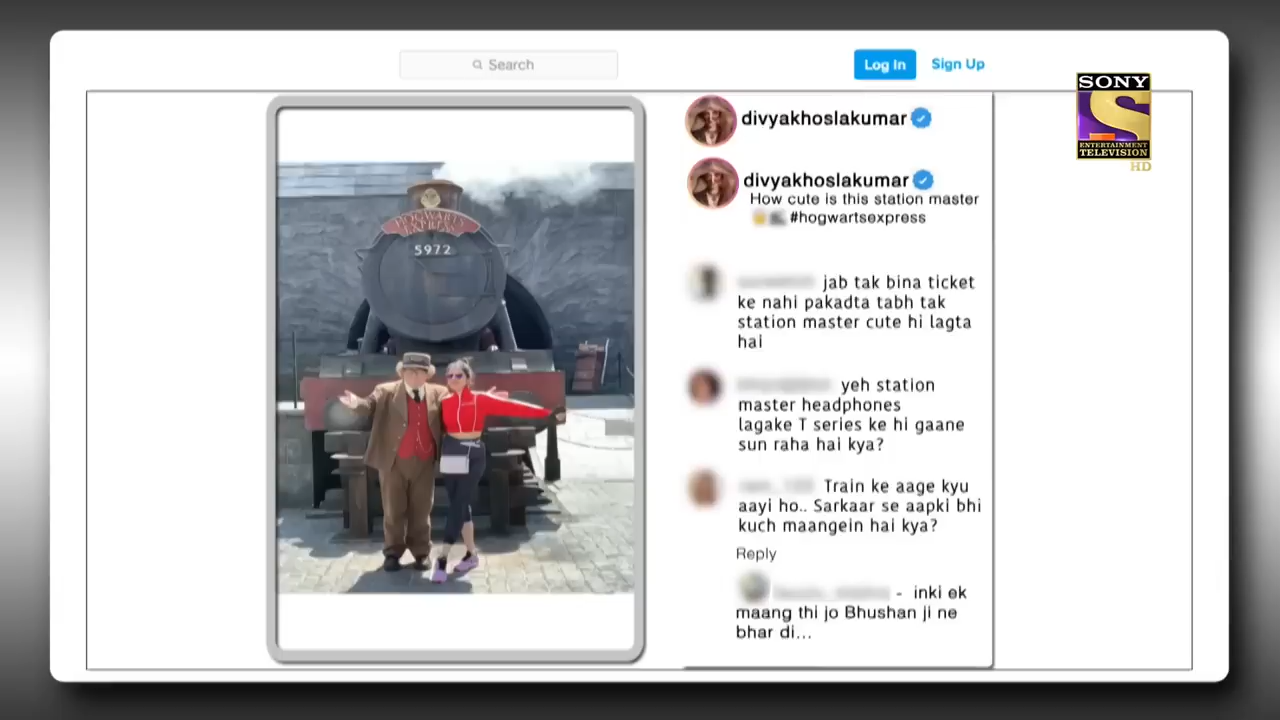 Search
Log In
Sign Up
SONY
ENTERTAINMENT
TELEVISION
HD
divyakhoslakumar
divyakhoslakumar
How cute is this station master
#hogwartsexpress
HOGWARTS
EXPRESS
5972
jab tak bina ticket
ke nahi pakadta tabh tak
station master cute hi lagta
hai
yeh station
master headphones
lagake T series ke hi gaane
sun raha hai kya?
Train ke aage kyu
aayi ho.. Sarkaar se aapki bhi
kuch maangein hai kya?
Reply
- inki ek
maang thi jo Bhushan ji ne
bhar di...